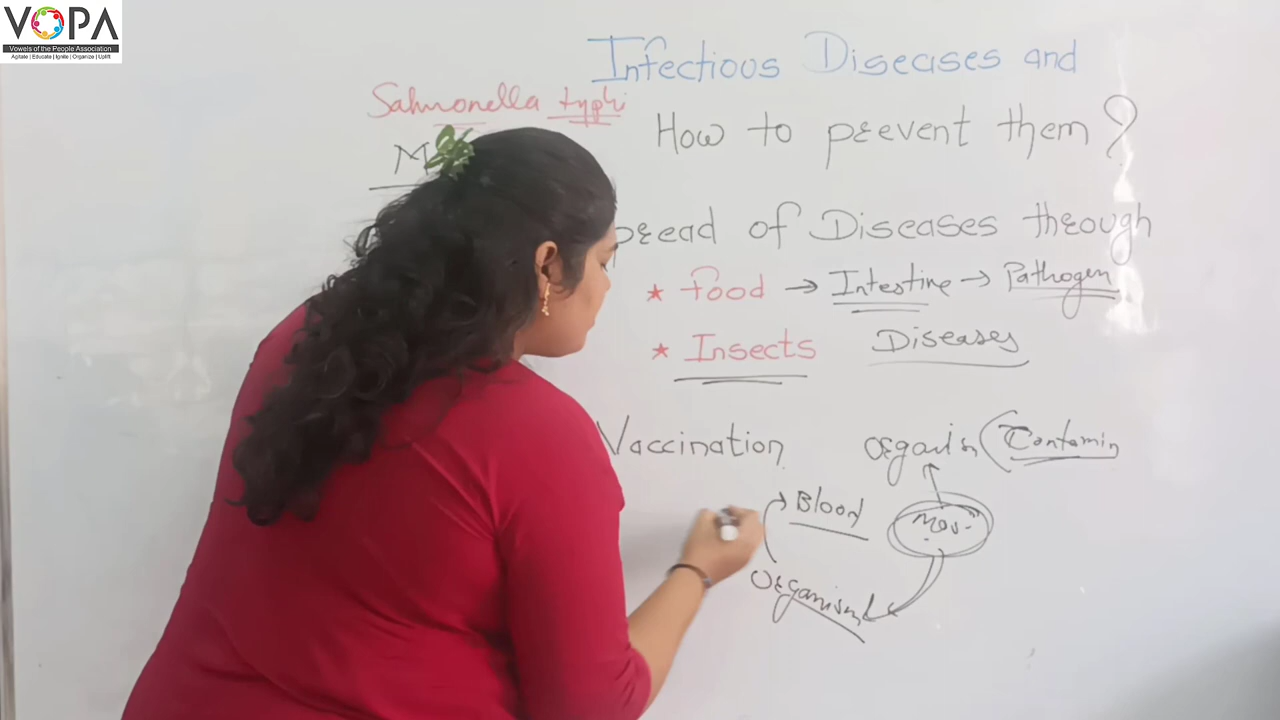 VOPA
Vowels of the People Association
Agitate | Educate | Ignite | Organize | Uplift
Infectious Diseases and
Salmonella typhi
How to prevent them?
M
pread of Diseases through
* food → Intestine → Pathogen
* Insects Diseases
Vaccination Organism (Contamin
Blood Mos-
Organism